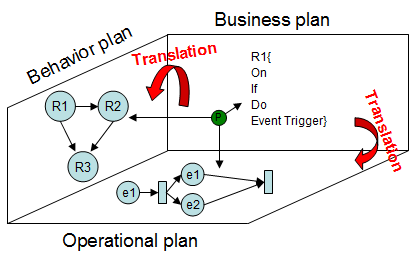 Business plan
Behavior plan
Translation
R1{
On
If
Do
Event Trigger}
Translation
R1
R2
R3
P
e1
e1
e2
Operational plan